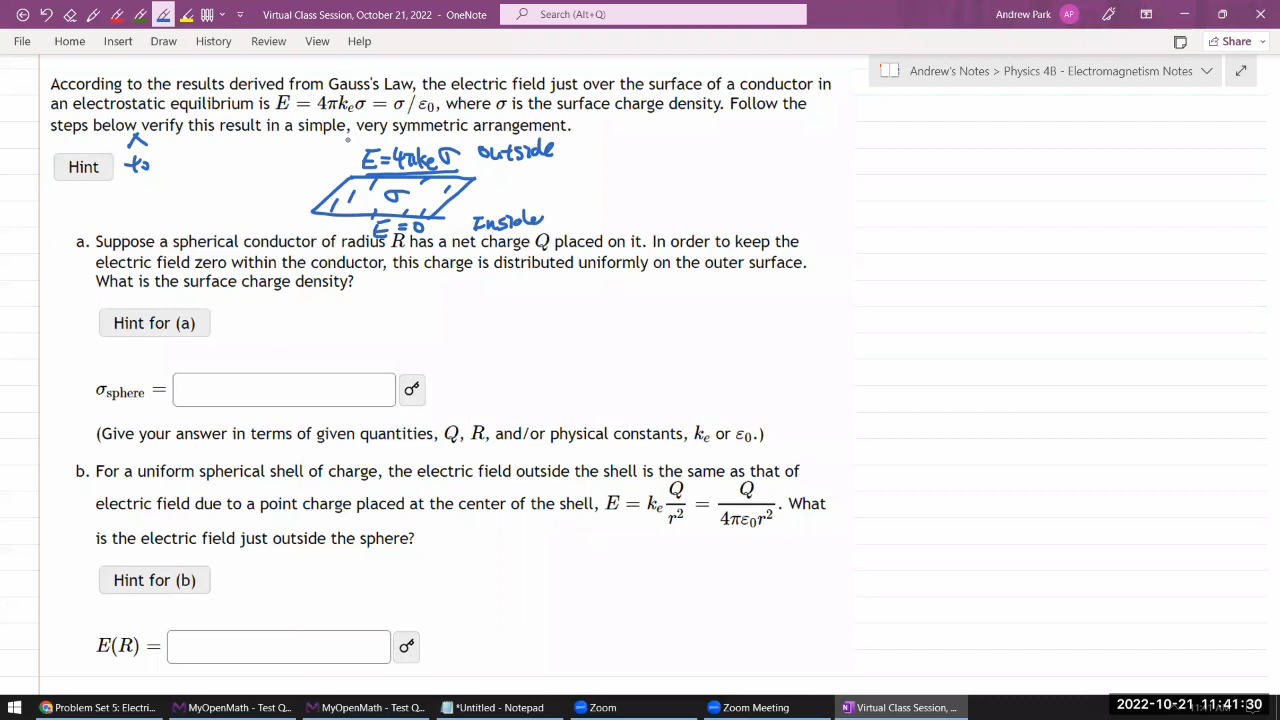 Virtual Class Session, October 21, 2022 - OneNote
Search (Alt+Q)
Andrew Park
AP
File Home Insert Draw History Review View Help
Share
Andrew's Notes > Physics 4B - Electromagnetism Notes
According to the results derived from Gauss's Law, the electric field just over the surface of a conductor in
an electrostatic equilibrium is E = 4πkₑσ = σ/ε₀, where σ is the surface charge density. Follow the
steps below verify this result in a simple, very symmetric arrangement.
^
to
Hint
E=4πkeσ outside
σ
E=0 Inside
a. Suppose a spherical conductor of radius R has a net charge Q placed on it. In order to keep the
electric field zero within the conductor, this charge is distributed uniformly on the outer surface.
What is the surface charge density?
Hint for (a)
σsphere =
(Give your answer in terms of given quantities, Q, R, and/or physical constants, kₑ or ε₀.)
b. For a uniform spherical shell of charge, the electric field outside the shell is the same as that of
electric field due to a point charge placed at the center of the shell, E = kₑ Q/r² = Q/4πε₀r². What
is the electric field just outside the sphere?
Hint for (b)
E(R) =
Problem Set 5: Electri... MyOpenMath - Test Q... MyOpenMath - Test Q... *Untitled - Notepad Zoom Zoom Meeting Virtual Class Session, ...
2022-10-21 11:41:30